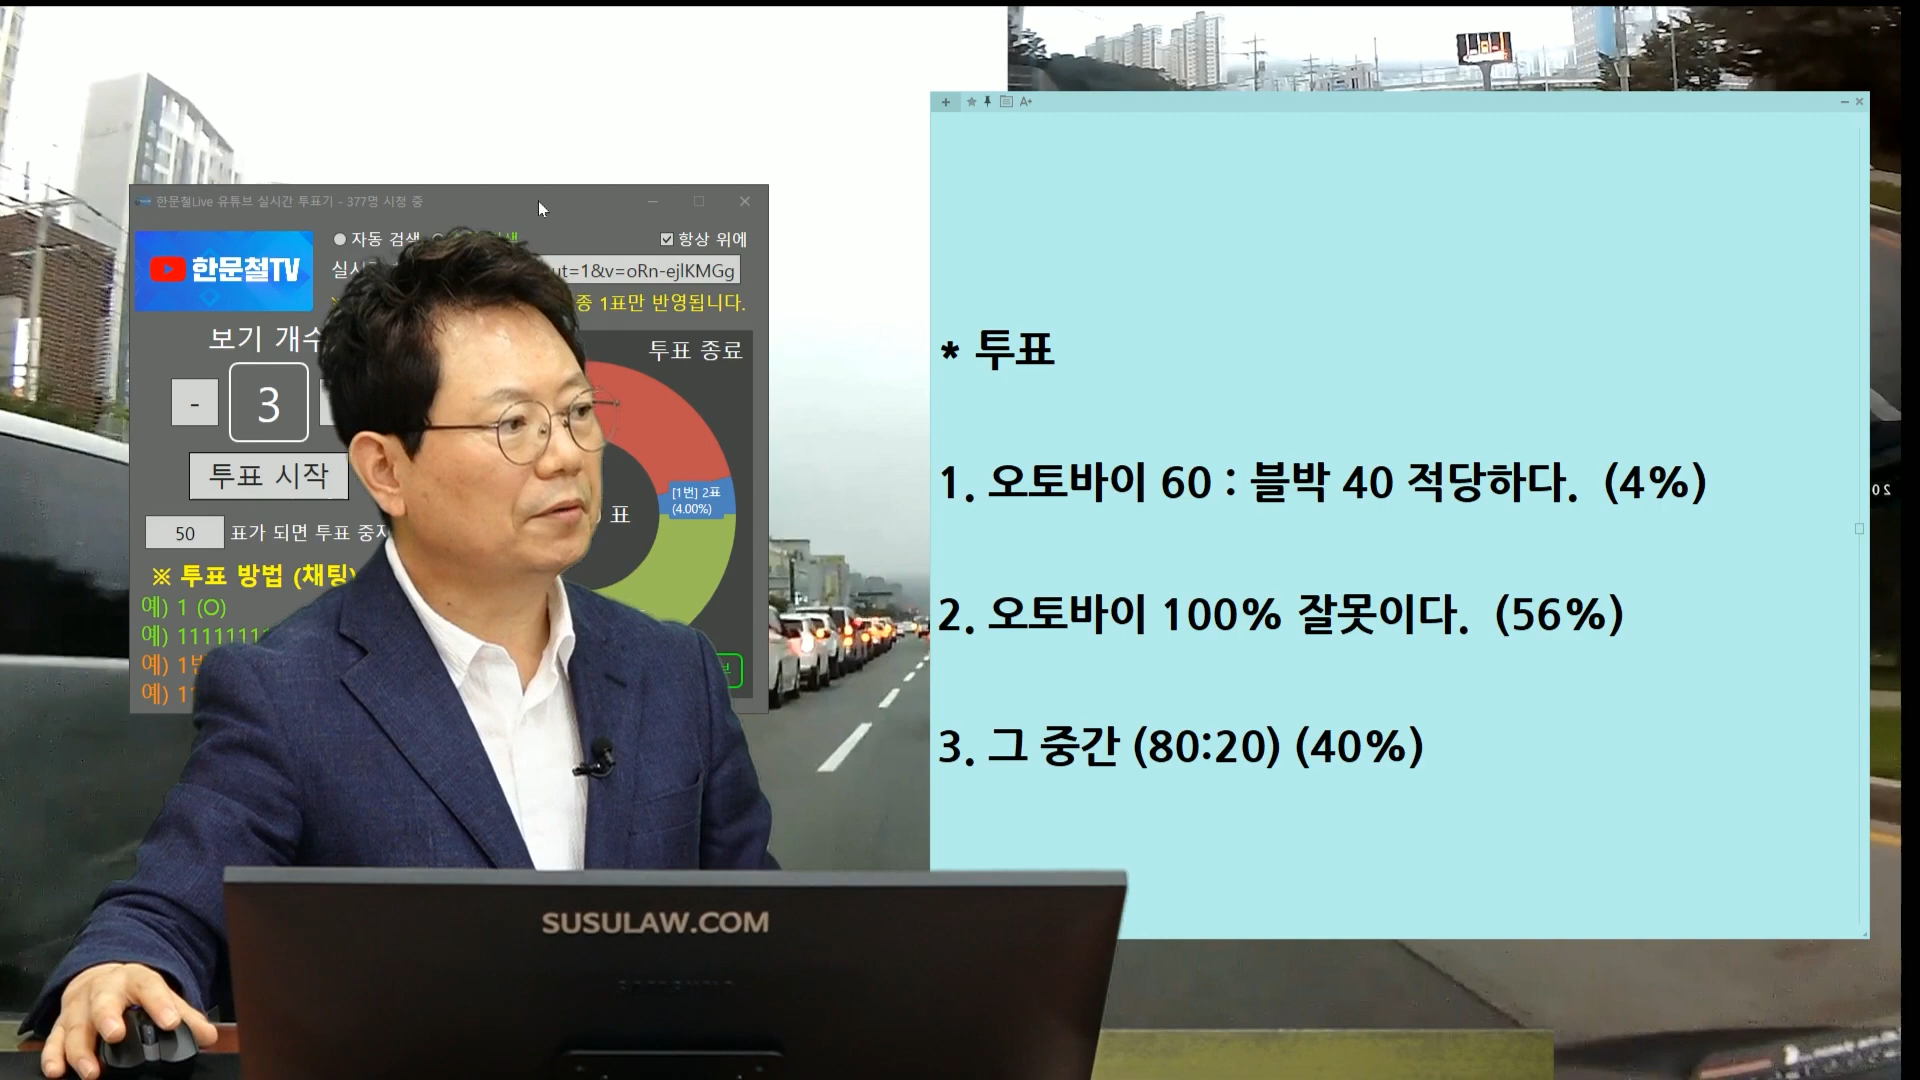 한문철Live 유튜브 실시간 투표기 - 377명 시청 중
자동 검색
항상 위에
한문철TV
ut=1&v=oRn-ejlKMGg
종 1표만 반영됩니다.
보기 개수
투표 종료
-
3
투표 시작
[1번] 2표
(4.00%)
표
50 표가 되면 투표 중지
※ 투표 방법 (채팅)
예) 1 (O)
예) 1111111
예) 1번
예) 11
* 투표
1. 오토바이 60 : 블박 40 적당하다. (4%)
2. 오토바이 100% 잘못이다. (56%)
3. 그 중간 (80:20) (40%)
20
SUSULAW.COM
SAMSUNG